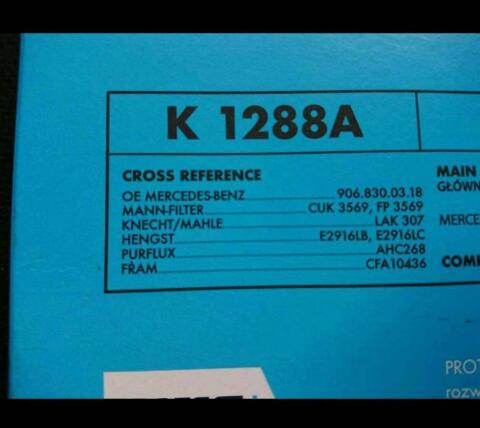 K 1288A
CROSS REFERENCE
OE MERCEDES-BENZ 906.830.03.18
MANN-FILTER CUK 3569, FP 3569
KNECHT/MAHLE LAK 307
HENGST E2916LB, E2916LC
PURFLUX AHC268
FRAM CFA10436
MAIN
GŁÓWN
MERCE
COM
PROT
rozw